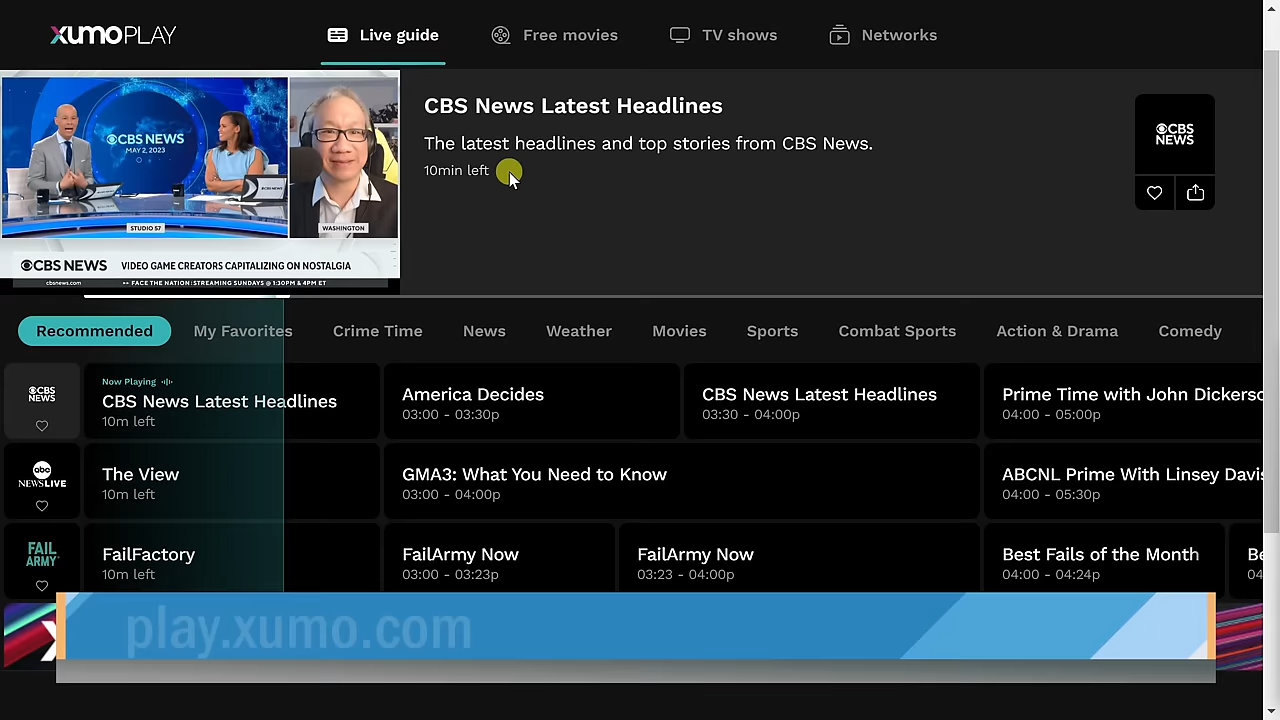 xumo PLAY
Live guide
Free movies
TV shows
Networks
CBS NEWS
MAY 2, 2023
CBS NEWS
STUDIO 57
WASHINGTON
CBS NEWS VIDEO GAME CREATORS CAPITALIZING ON NOSTALGIA
cbsnews.com FACE THE NATION: STREAMING SUNDAYS @ 1:30PM & 4PM ET
CBS News Latest Headlines
The latest headlines and top stories from CBS News.
10min left
CBS NEWS
Recommended
My Favorites
Crime Time
News
Weather
Movies
Sports
Combat Sports
Action & Drama
Comedy
CBS NEWS
Now Playing
CBS News Latest Headlines
10m left
America Decides
03:00 - 03:30p
CBS News Latest Headlines
03:30 - 04:00p
Prime Time with John Dickerso
04:00 - 05:00p
abc NEWS LIVE
The View
10m left
GMA3: What You Need to Know
03:00 - 04:00p
ABCNL Prime With Linsey Davis
04:00 - 05:30p
FAIL ARMY
FailFactory
10m left
FailArmy Now
03:00 - 03:23p
FailArmy Now
03:23 - 04:00p
Best Fails of the Month
04:00 - 04:24p
Be
04
play.xumo.com